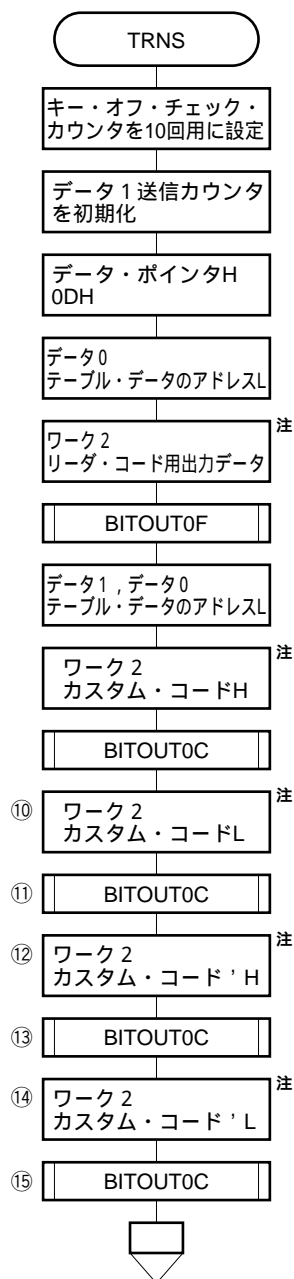 TRNS
キー・オフ・チェック・
カウンタを10回用に設定
データ1送信カウンタ
を初期化
データ・ポインタH
0DH
データ0
テーブル・データのアドレスL
注
ワーク2
リーダ・コード用出力データ
BITOUT0F
データ1，データ0
テーブル・データのアドレスL
注
ワーク2
カスタム・コードH
BITOUT0C
注
⑩ ワーク2
カスタム・コードL
⑪ BITOUT0C
注
⑫ ワーク2
カスタム・コード'H
⑬ BITOUT0C
注
⑭ ワーク2
カスタム・コード'L
⑮ BITOUT0C